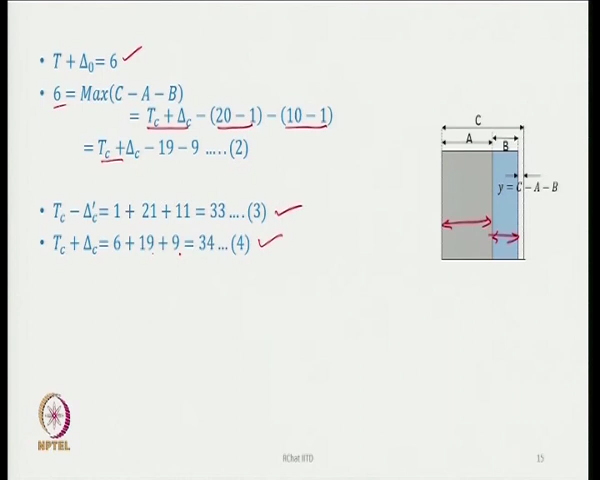 • T + Δ₀ = 6
• 6 = Max(C − A − B)
= T_c + Δ_c − (20 − 1) − (10 − 1)
= T_c + Δ_c − 19 − 9 ..... (2)
• T_c − Δ′_c = 1 + 21 + 11 = 33 .... (3)
• T_c + Δ_c = 6 + 19 + 9 = 34 ... (4)
C
A
B
y = C − A − B
NPTEL
RChat IITD
15